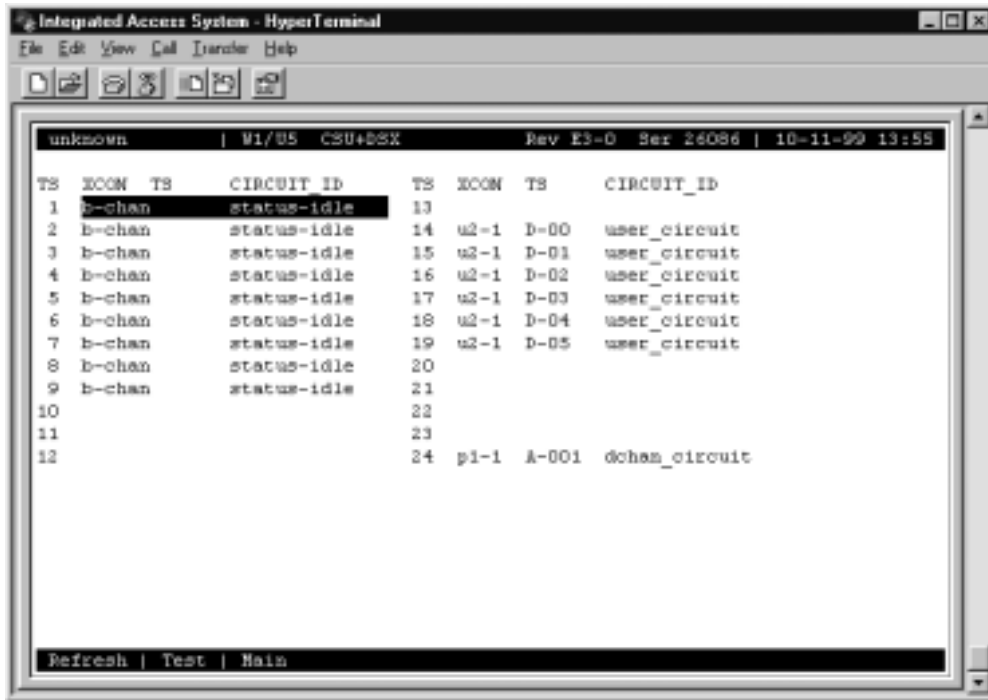 Integrated Access System - HyperTerminal
File Edit View Call Transfer Help
unknown | W1/U5 CSU+DSX Rev E3-0 Ser 26086 | 10-11-99 13:55
TS XCON TS CIRCUIT_ID TS XCON TS CIRCUIT_ID
1 b-chan status-idle 13
2 b-chan status-idle 14 u2-1 D-00 user_circuit
3 b-chan status-idle 15 u2-1 D-01 user_circuit
4 b-chan status-idle 16 u2-1 D-02 user_circuit
5 b-chan status-idle 17 u2-1 D-03 user_circuit
6 b-chan status-idle 18 u2-1 D-04 user_circuit
7 b-chan status-idle 19 u2-1 D-05 user_circuit
8 b-chan status-idle 20
9 b-chan status-idle 21
10 22
11 23
12 24 p1-1 A-001 dchan_circuit
Refresh | Test | Main